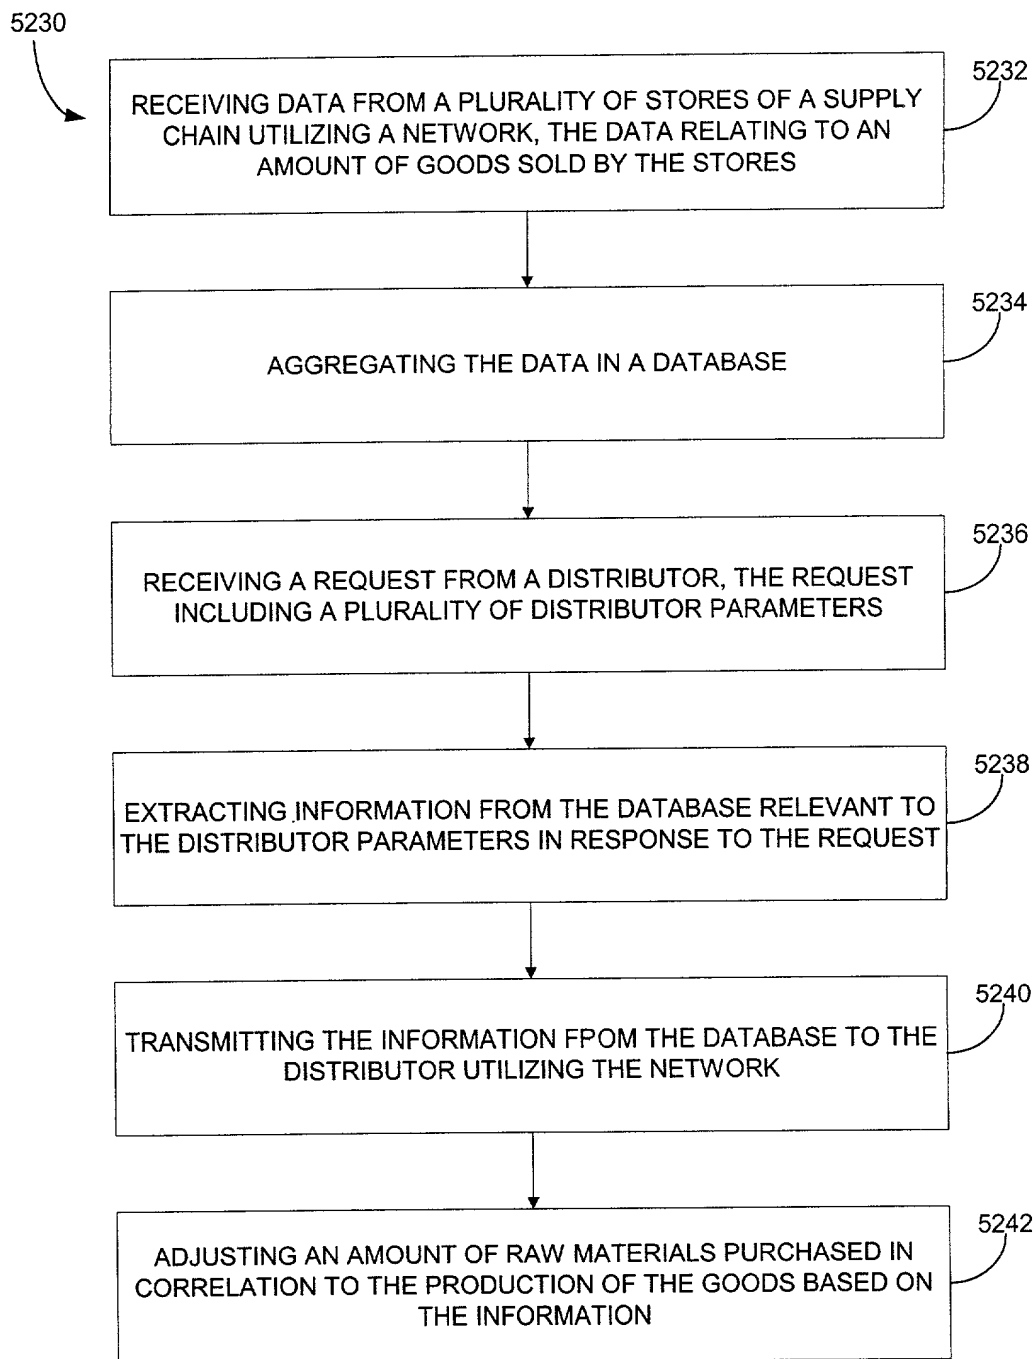 5230
5232
RECEIVING DATA FROM A PLURALITY OF STORES OF A SUPPLY
CHAIN UTILIZING A NETWORK, THE DATA RELATING TO AN
AMOUNT OF GOODS SOLD BY THE STORES
5234
AGGREGATING THE DATA IN A DATABASE
5236
RECEIVING A REQUEST FROM A DISTRIBUTOR, THE REQUEST
INCLUDING A PLURALITY OF DISTRIBUTOR PARAMETERS
5238
EXTRACTING INFORMATION FROM THE DATABASE RELEVANT TO
THE DISTRIBUTOR PARAMETERS IN RESPONSE TO THE REQUEST
5240
TRANSMITTING THE INFORMATION FPOM THE DATABASE TO THE
DISTRIBUTOR UTILIZING THE NETWORK
5242
ADJUSTING AN AMOUNT OF RAW MATERIALS PURCHASED IN
CORRELATION TO THE PRODUCTION OF THE GOODS BASED ON
THE INFORMATION